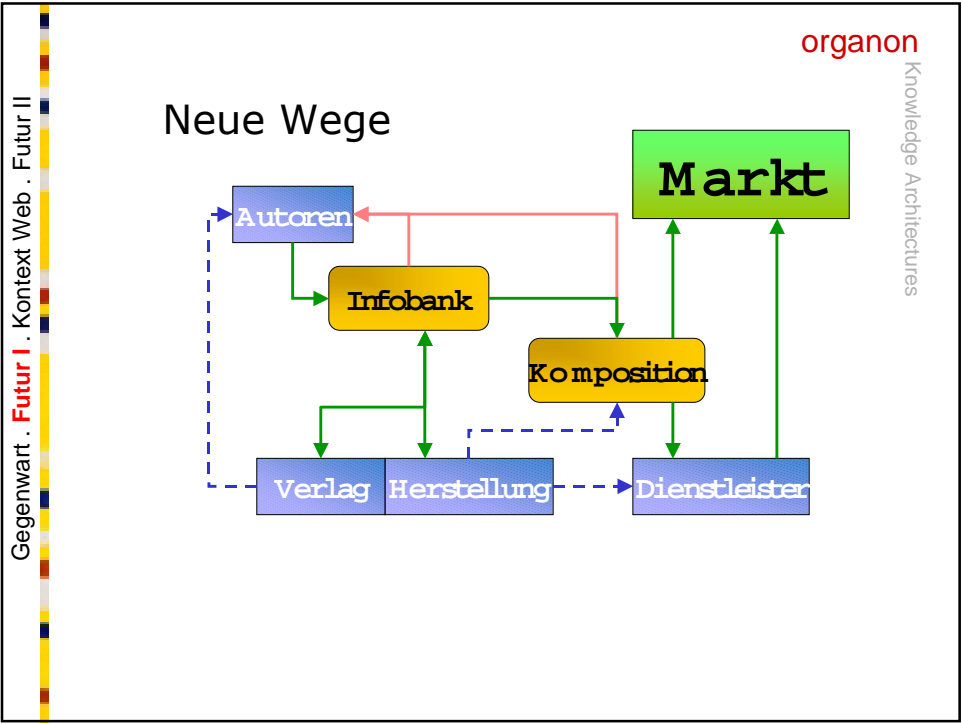 organon
Knowledge Architectures
Gegenwart . Futur I . Kontext Web . Futur II
Neue Wege
Markt
Autoren
Infobank
Komposition
Verlag
Herstellung
Dienstleister